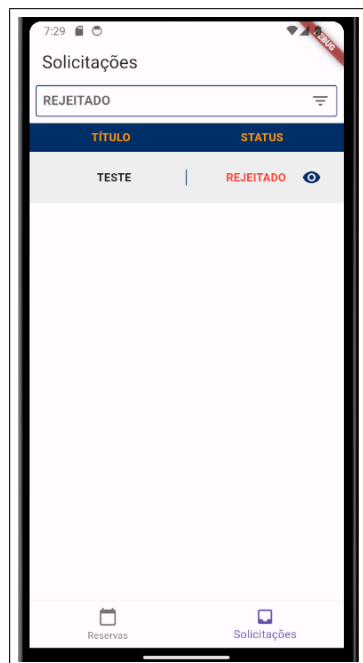 7:29
DEBUG
Solicitações
REJEITADO
TÍTULO STATUS
TESTE REJEITADO
Reservas Solicitações